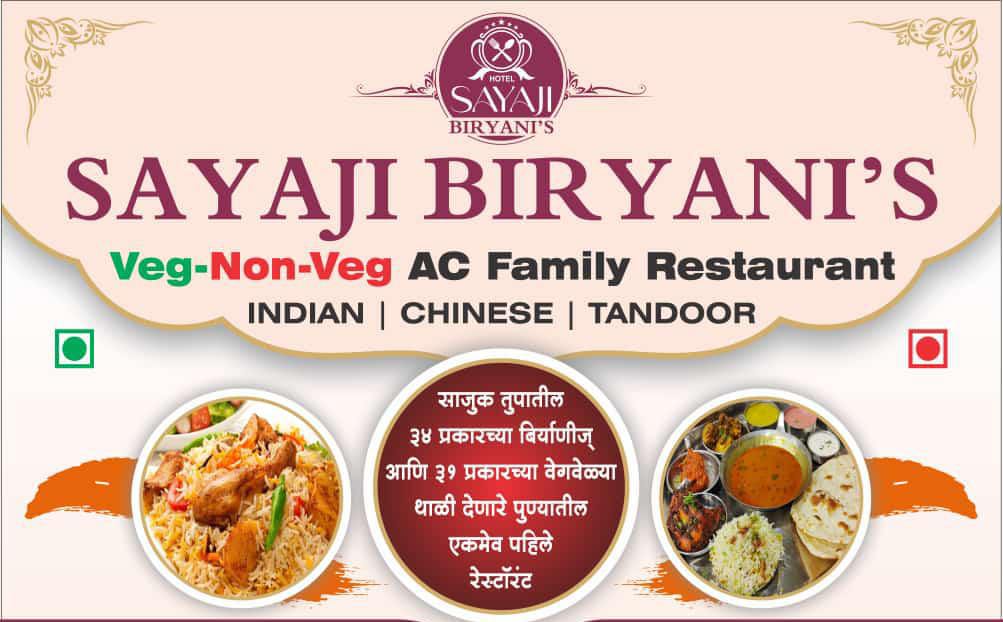 HOTEL
SAYAJI
BIRYANI'S
SAYAJI BIRYANI'S
Veg-Non-Veg AC Family Restaurant
INDIAN | CHINESE | TANDOOR
साजुक तुपातील
३४ प्रकारच्या बिर्याणीज्
आणि ३१ प्रकारच्या वेगवेळ्या
थाळी देणारे पुण्यातील
एकमेव पहिले
रेस्टॉरंट